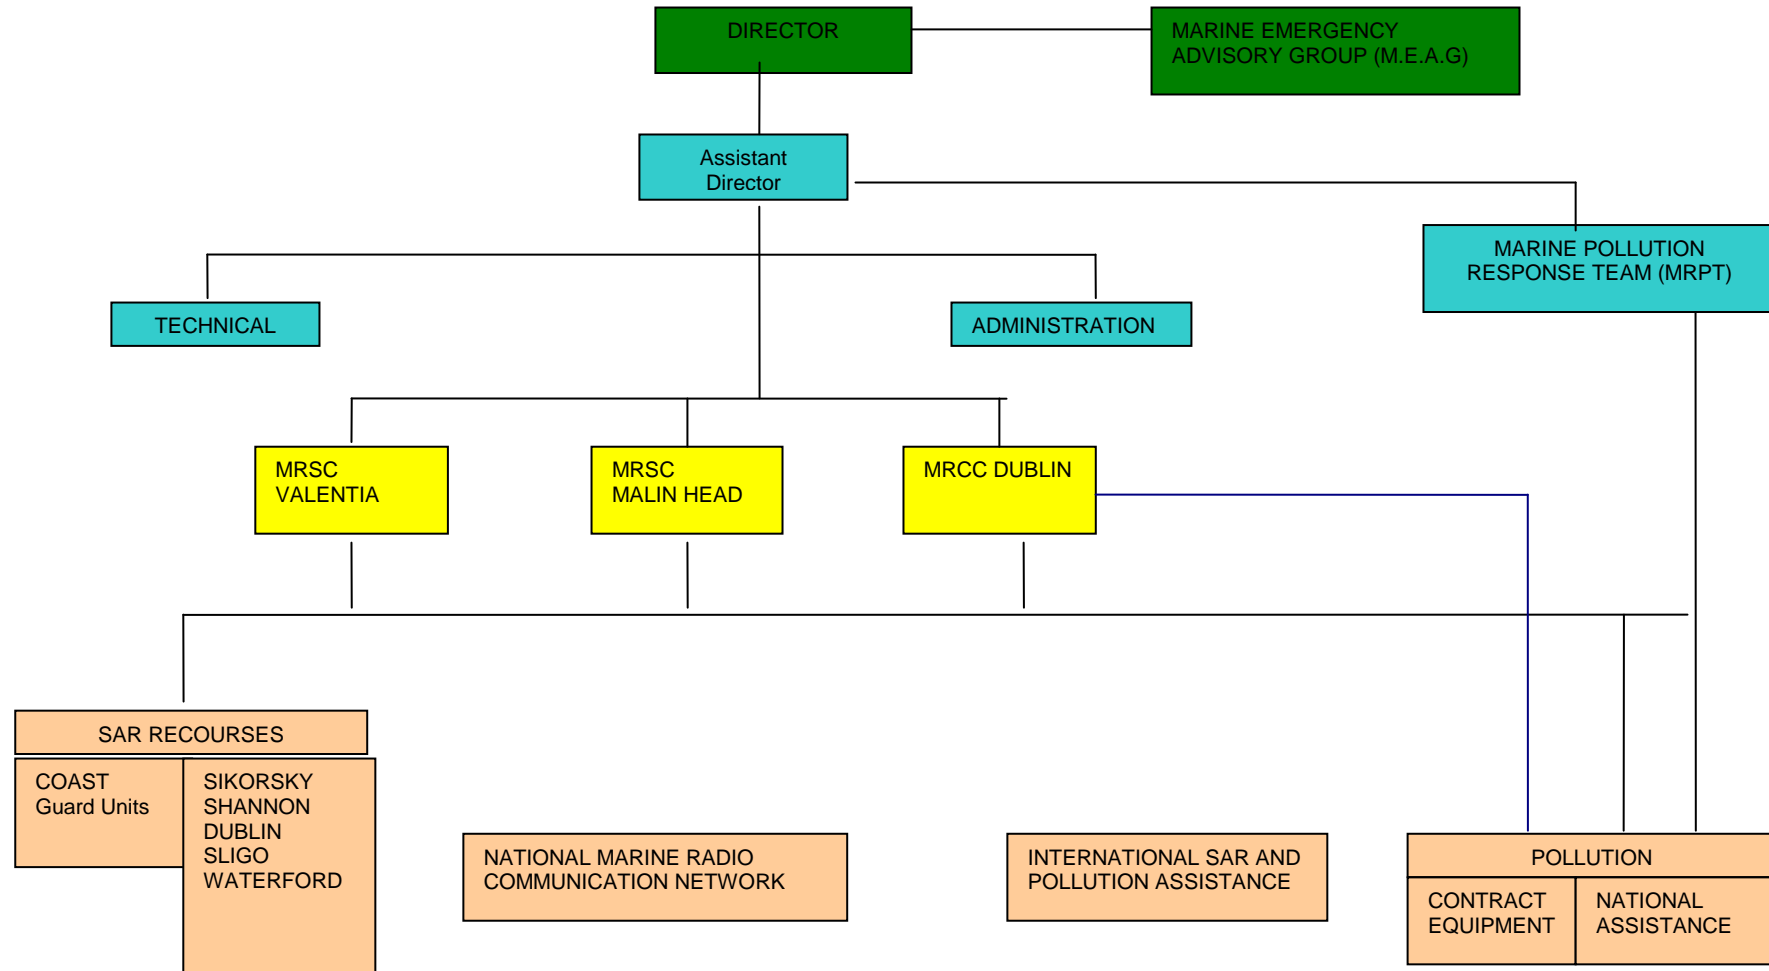 DIRECTOR
MARINE EMERGENCY
ADVISORY GROUP (M.E.A.G)
Assistant
Director
MARINE POLLUTION
RESPONSE TEAM (MRPT)
TECHNICAL
ADMINISTRATION
MRSC
VALENTIA
MRSC
MALIN HEAD
MRCC DUBLIN
SAR RECOURSES
COAST
Guard Units
SIKORSKY
SHANNON
DUBLIN
SLIGO
WATERFORD
NATIONAL MARINE RADIO
COMMUNICATION NETWORK
INTERNATIONAL SAR AND
POLLUTION ASSISTANCE
POLLUTION
CONTRACT
EQUIPMENT
NATIONAL
ASSISTANCE